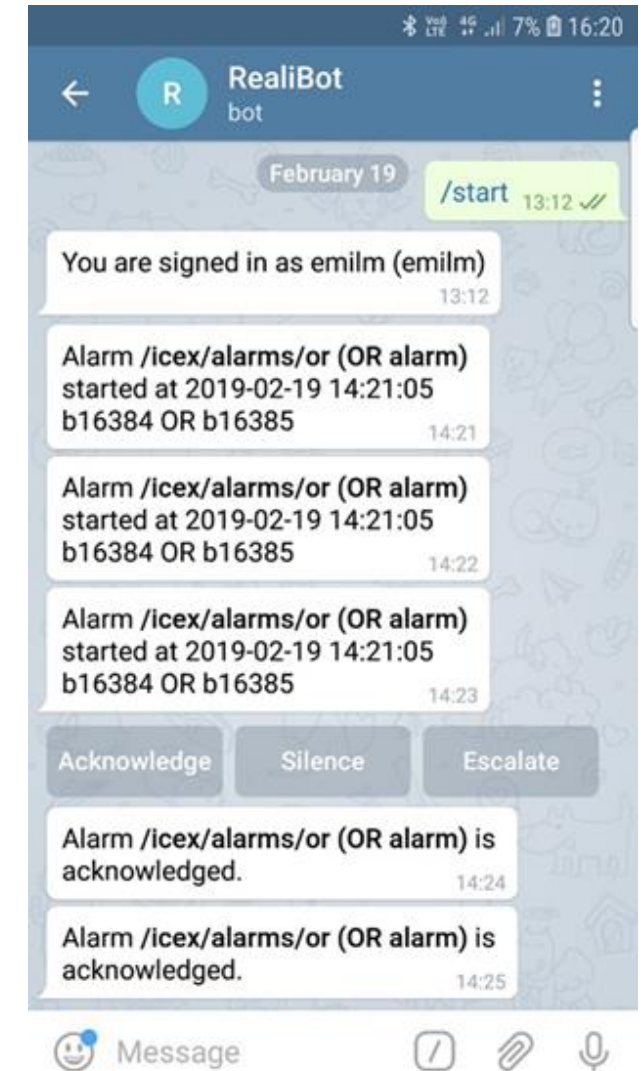 Vo)) LTE 4G 7% 16:20
R
RealiBot
bot
February 19
/start 13:12
You are signed in as emilm (emilm)
13:12
Alarm /icex/alarms/or (OR alarm)
started at 2019-02-19 14:21:05
b16384 OR b16385
14:21
Alarm /icex/alarms/or (OR alarm)
started at 2019-02-19 14:21:05
b16384 OR b16385
14:22
Alarm /icex/alarms/or (OR alarm)
started at 2019-02-19 14:21:05
b16384 OR b16385
14:23
Acknowledge Silence Escalate
Alarm /icex/alarms/or (OR alarm) is
acknowledged.
14:24
Alarm /icex/alarms/or (OR alarm) is
acknowledged.
14:25
Message /